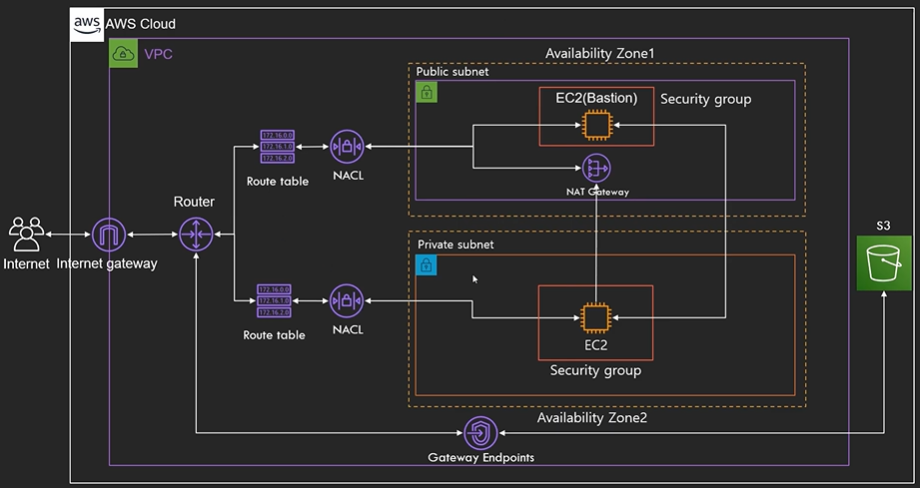 aws
AWS Cloud
VPC
Availability Zone1
Public subnet
EC2(Bastion)
Security group
172.16.0.0
172.16.1.0
172.16.2.0
Route table
NACL
NAT Gateway
Router
Internet
Internet gateway
S3
Private subnet
172.16.0.0
172.16.1.0
172.16.2.0
Route table
NACL
EC2
Security group
Availability Zone2
Gateway Endpoints